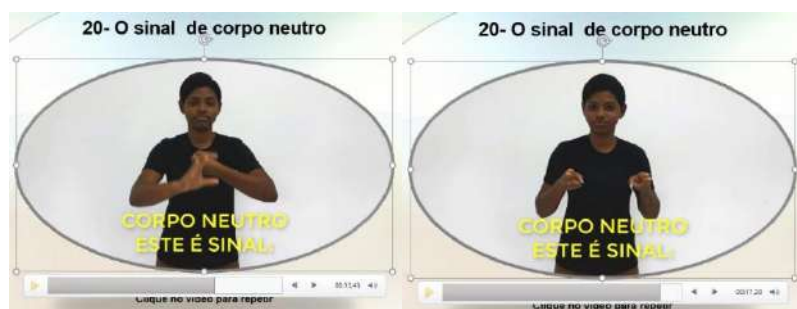 20- O sinal de corpo neutro
CORPO NEUTRO
ESTE É SINAL:
Clique no vídeo para repetir
20- O sinal de corpo neutro
CORPO NEUTRO
ESTE É SINAL:
Clique no vídeo para repetir